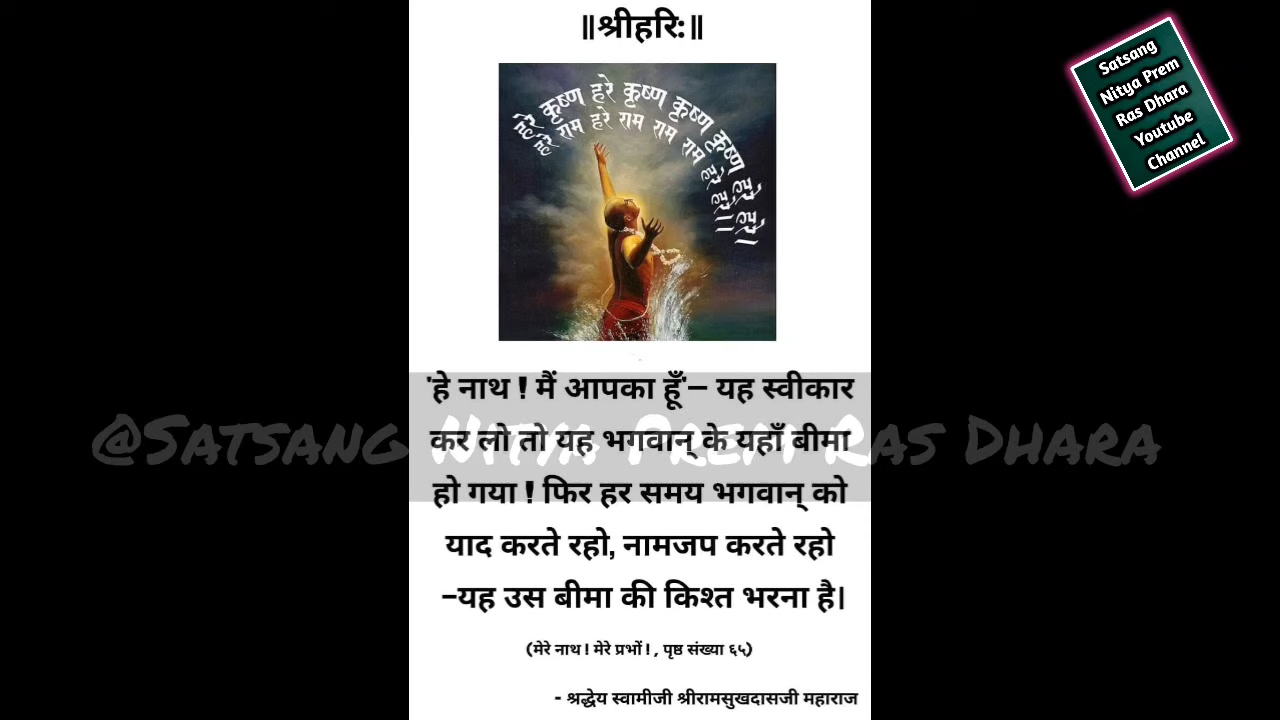 ॥श्रीहरि:॥
हरे कृष्ण हरे कृष्ण कृष्ण कृष्ण हरे हरे।
हरे राम हरे राम राम राम हरे हरे।।
'हे नाथ ! मैं आपका हूँ'– यह स्वीकार
कर लो तो यह भगवान् के यहाँ बीमा
हो गया ! फिर हर समय भगवान् को
याद करते रहो, नामजप करते रहो
-यह उस बीमा की किश्त भरना है।
(मेरे नाथ ! मेरे प्रभों ! , पृष्ठ संख्या ६५)
- श्रद्धेय स्वामीजी श्रीरामसुखदासजी महाराज
Satsang
Nitya Prem
Ras Dhara
Youtube
Channel
@Satsang Nitya Prem Ras Dhara